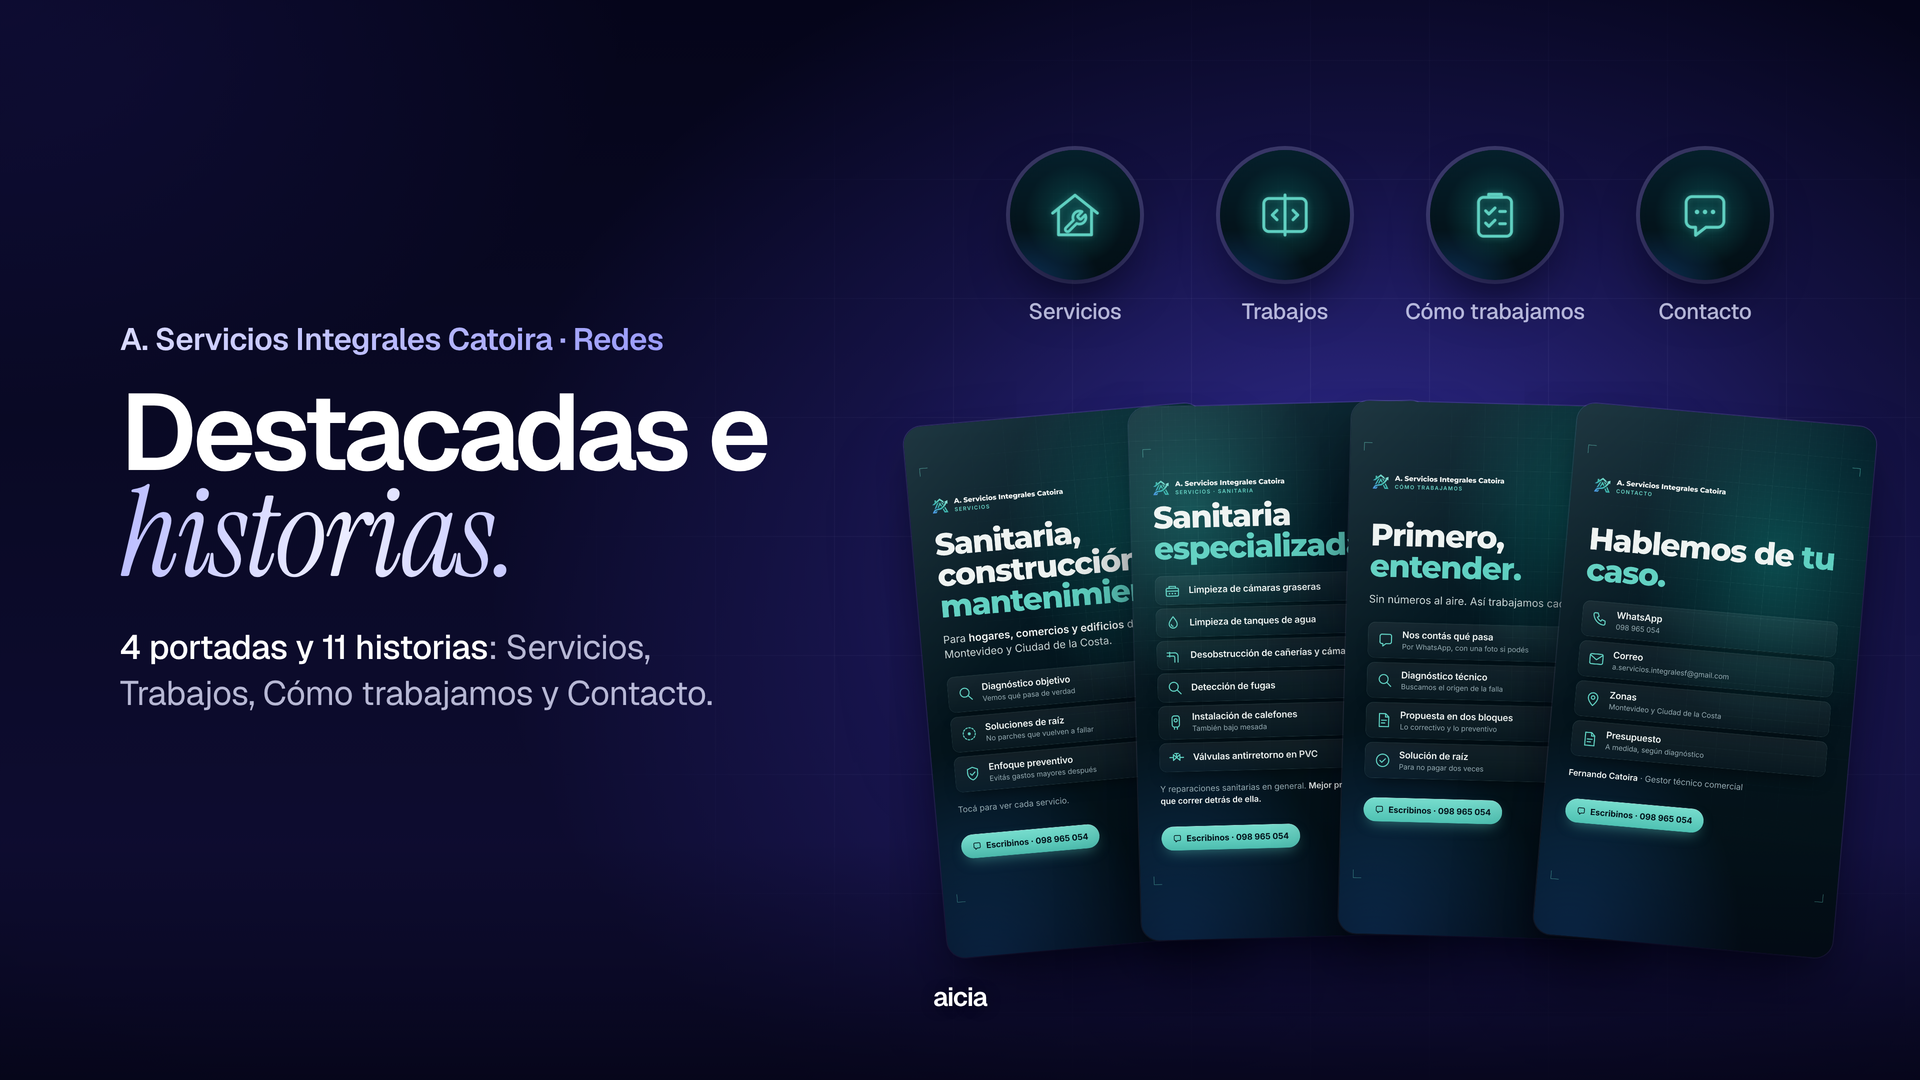 A. Servicios Integrales Catoira · Redes
Destacadas e
historias.
4 portadas y 11 historias: Servicios,
Trabajos, Cómo trabajamos y Contacto.
Servicios
Trabajos
Cómo trabajamos
Contacto
A. Servicios Integrales Catoira
SERVICIOS
Sanitaria,
construcción
mantenimie
Para hogares, comercios y edificios d
Montevideo y Ciudad de la Costa.
Diagnóstico objetivo
Vemos qué pasa de verdad
Soluciones de raíz
No parches que vuelven a fallar
Enfoque preventivo
Evitás gastos mayores después
Tocá para ver cada servicio.
Escribinos · 098 965 054
A. Servicios Integrales Catoira
SERVICIOS · SANITARIA
Sanitaria
especializad
Limpieza de cámaras graseras
Limpieza de tanques de agua
Desobstrucción de cañerías y cáma
Detección de fugas
Instalación de calefones
También bajo mesada
Válvulas antirretorno en PVC
Y reparaciones sanitarias en general. Mejor pr
que correr detrás de ella.
Escribinos · 098 965 054
A. Servicios Integrales Catoira
CÓMO TRABAJAMOS
Primero,
entender.
Sin números al aire. Así trabajamos cad
Nos contás qué pasa
Por WhatsApp, con una foto si podés
Diagnóstico técnico
Buscamos el origen de la falla
Propuesta en dos bloques
Lo correctivo y lo preventivo
Solución de raíz
Para no pagar dos veces
Escribinos · 098 965 054
A. Servicios Integrales Catoira
CONTACTO
Hablemos de tu
caso.
WhatsApp
098 965 054
Correo
a.servicios.integralesf@gmail.com
Zonas
Montevideo y Ciudad de la Costa
Presupuesto
A medida, según diagnóstico
Fernando Catoira · Gestor técnico comercial
Escribinos · 098 965 054
aicia